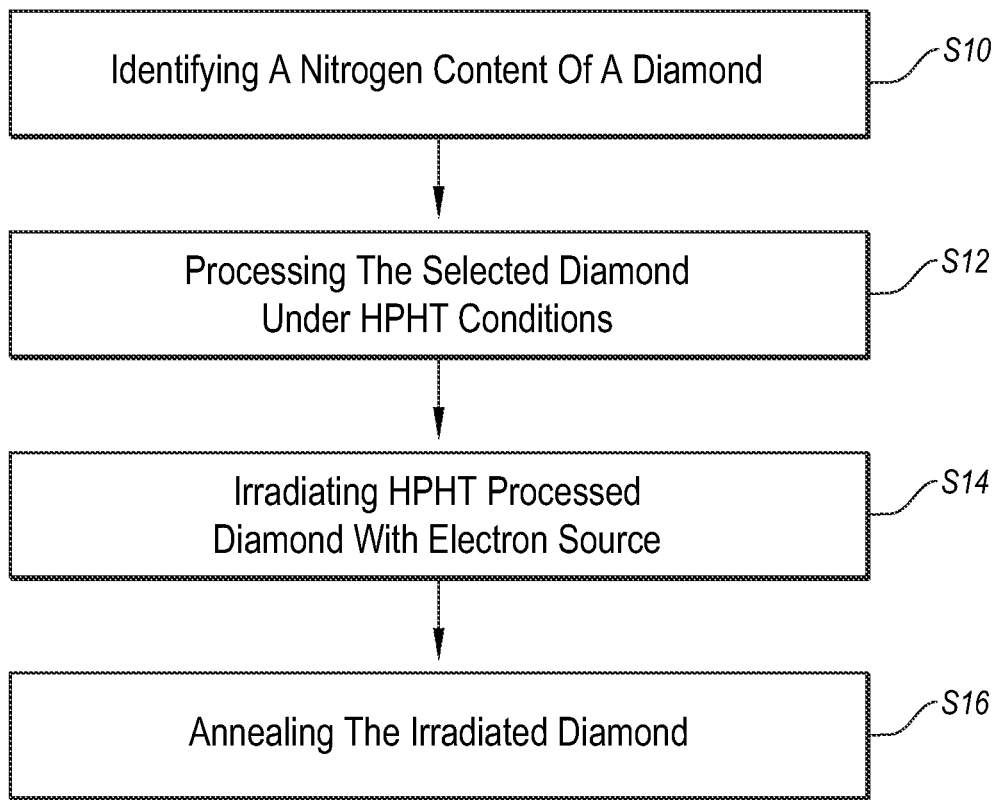 Identifying A Nitrogen Content Of A Diamond
S10
Processing The Selected Diamond
Under HPHT Conditions
S12
Irradiating HPHT Processed
Diamond With Electron Source
S14
Annealing The Irradiated Diamond
S16